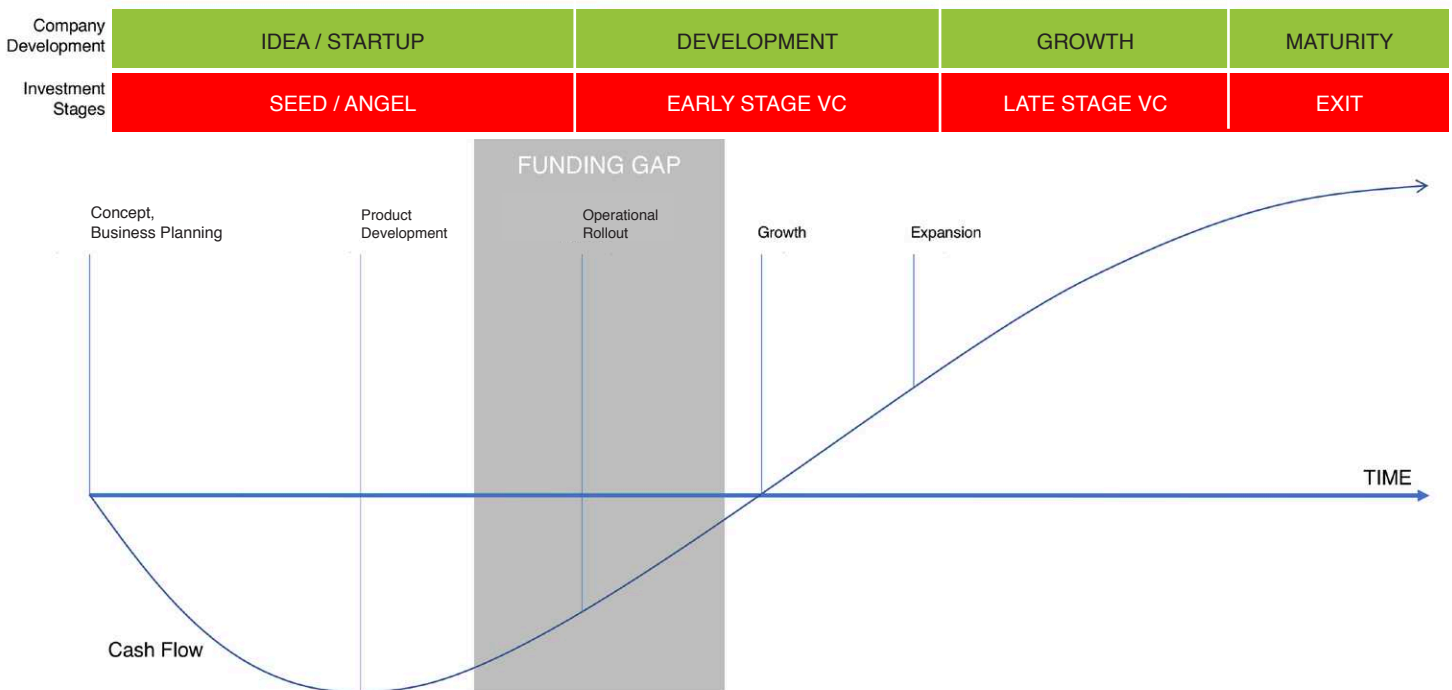 Company
Development
IDEA / STARTUP
DEVELOPMENT
GROWTH
MATURITY
Investment
Stages
SEED / ANGEL
EARLY STAGE VC
LATE STAGE VC
EXIT
FUNDING GAP
Concept,
Business Planning
Product
Development
Operational
Rollout
Growth
Expansion
TIME
Cash Flow